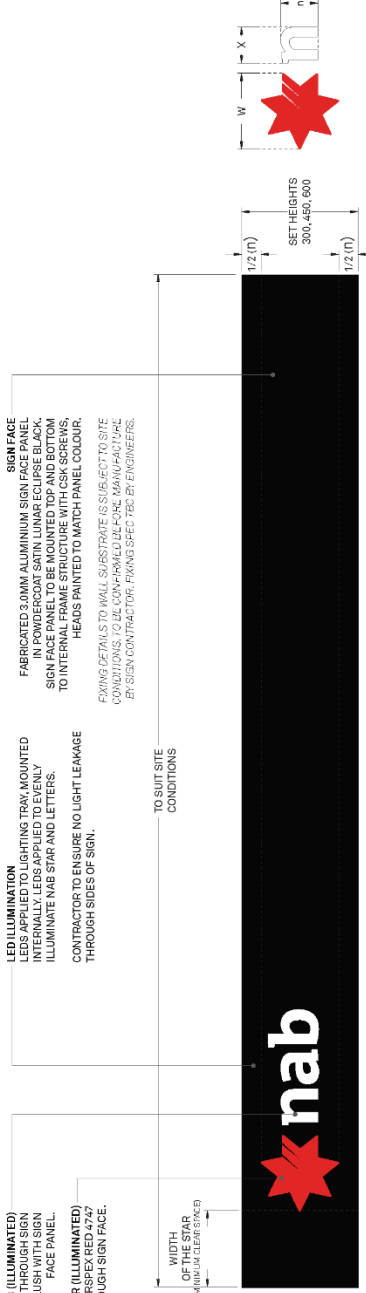 (ILLUMINATED)
THROUGH SIGN
FACE PANEL.
(ILLUMINATED)
RED 4747
SIGN FACE.
LED ILLUMINATION
LEDS APPLIED TO LIGHTING TRAY, MOUNTED
INTERNALLY. LEDS APPLIED TO EVENLY
ILLUMINATE NAB STAR AND LETTERS.
CONTRACTOR TO ENSURE NO LIGHT LEAKAGE
THROUGH SIDES OF SIGN.
SIGN FACE
FABRICATED 3.0MM ALUMINIUM SIGN FACE PANEL
IN POWDERCOAT SATIN LUNAR ECLIPSE BLACK.
SIGN FACE PANEL TO BE MOUNTED TOP AND BOTTOM
TO INTERNAL FRAME STRUCTURE WITH CSK SCREWS,
HEADS PAINTED TO MATCH PANEL COLOUR.
FIXING DETAILS TO WALL SUBSTRATE IS SUBJECT TO SITE
CONDITIONS. TO BE CONFIRMED BEFORE MANUFACTURE
BY SIGN CONTRACTOR. FIXING SPEC TBC BY ENGINEERS.
TO SUIT SITE
CONDITIONS
WIDTH
OF THE STAR
CLEAR SPACE)
nab
1/2 (n)
SET HEIGHTS
300, 450, 600
1/2 (n)
W
X
n
n